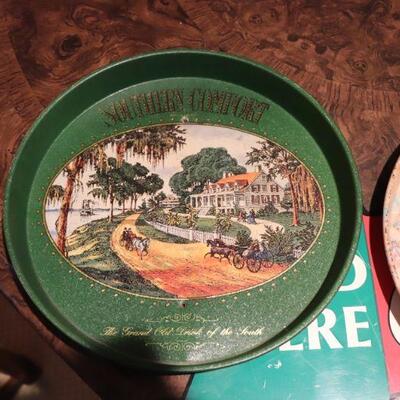 SOUTHERN COMFORT
The Grand Old Drink of the South
ERE